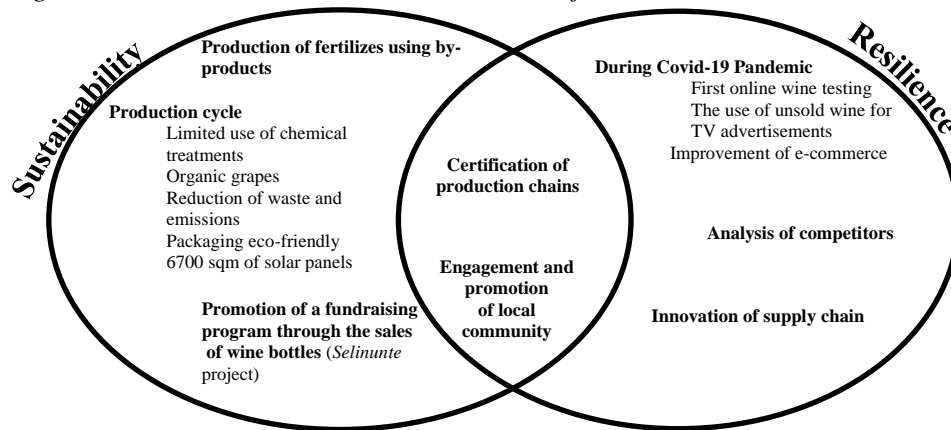 Sustainability
Production of fertilizes using by-
products
Production cycle
Limited use of chemical
treatments
Organic grapes
Reduction of waste and
emissions
Packaging eco-friendly
6700 sqm of solar panels
Promotion of a fundraising
program through the sales
of wine bottles (Selinunte
project)
Certification of
production chains
Engagement and
promotion
of local
community
Resilience
During Covid-19 Pandemic
First online wine testing
The use of unsold wine for
TV advertisements
Improvement of e-commerce
Analysis of competitors
Innovation of supply chain